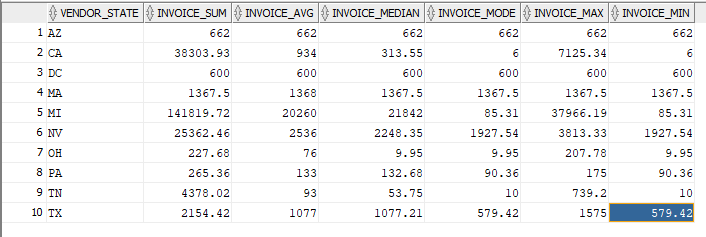 VENDOR_STATE INVOICE_SUM INVOICE_AVG INVOICE_MEDIAN INVOICE_MODE INVOICE_MAX INVOICE_MIN
1 AZ 662 662 662 662 662 662
2 CA 38303.93 934 313.55 6 7125.34 6
3 DC 600 600 600 600 600 600
4 MA 1367.5 1368 1367.5 1367.5 1367.5 1367.5
5 MI 141819.72 20260 21842 85.31 37966.19 85.31
6 NV 25362.46 2536 2248.35 1927.54 3813.33 1927.54
7 OH 227.68 76 9.95 9.95 207.78 9.95
8 PA 265.36 133 132.68 90.36 175 90.36
9 TN 4378.02 93 53.75 10 739.2 10
10 TX 2154.42 1077 1077.21 579.42 1575 579.42